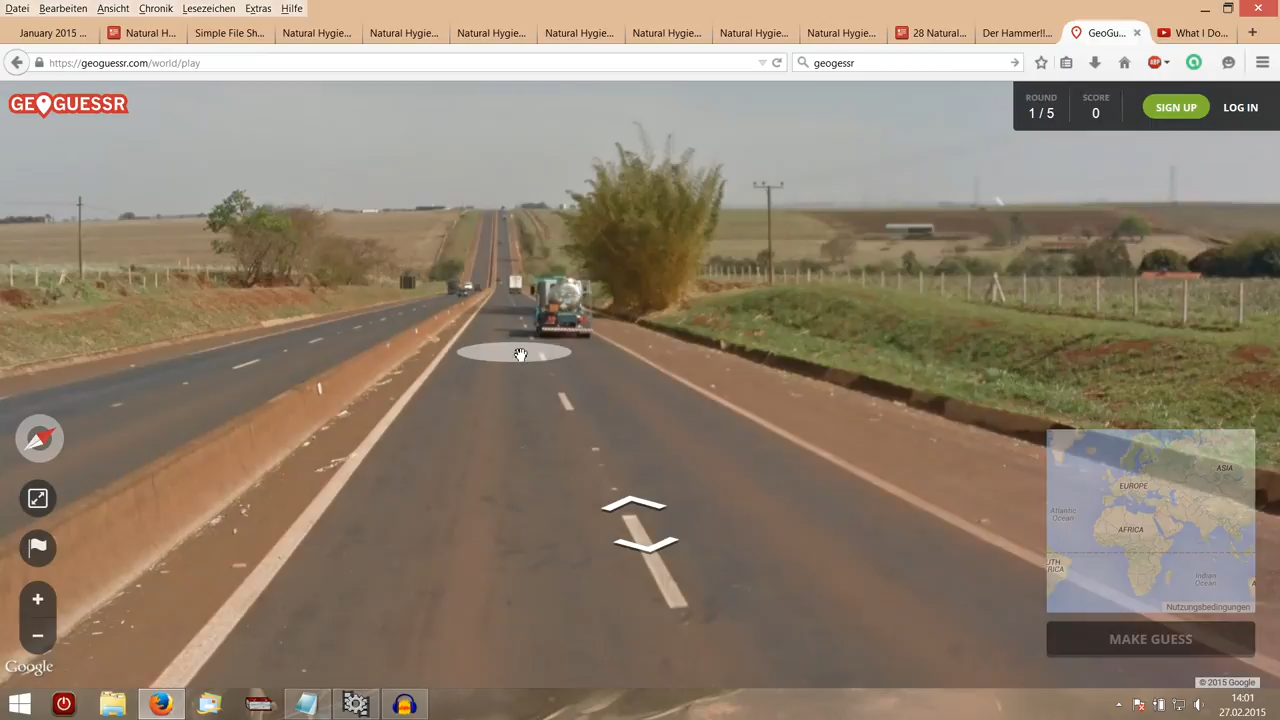 Datei Bearbeiten Ansicht Chronik Lesezeichen Extras Hilfe
January 2015 ... Natural H... Simple File Sh... Natural Hygie... Natural Hygie... Natural Hygie... Natural Hygie... Natural Hygie... Natural Hygie... Natural Hygie... 28 Natural... Der Hammer!!... GeoGu... What I Do...
https://geoguessr.com/world/play geogessr ABP
GEOGUESSR
ROUND SCORE
1 / 5 0
SIGN UP LOG IN
ASIA
EUROPE
Atlantic
Ocean
AFRICA
Indian
Ocean
Nutzungsbedingungen
MAKE GUESS
Google
© 2015 Google
14:01
27.02.2015